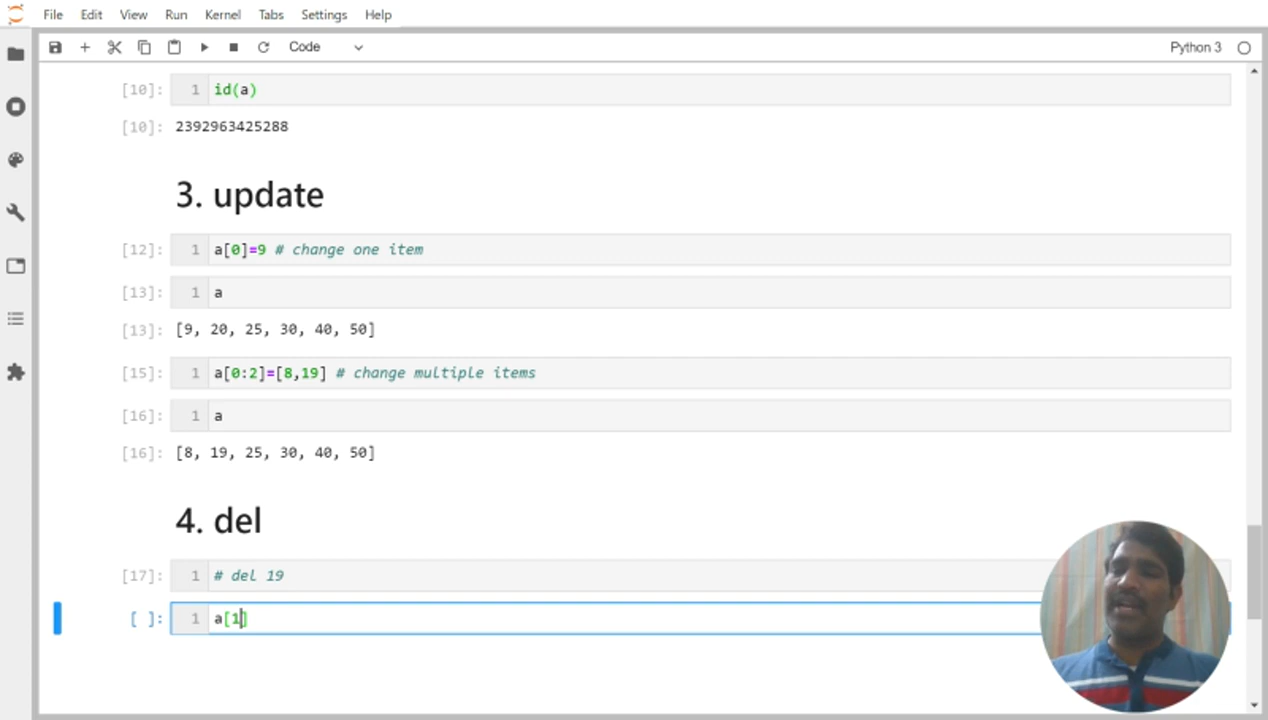 File Edit View Run Kernel Tabs Settings Help
Code Python 3
[10]: 1 id(a)
[10]: 2392963425288
3. update
[12]: 1 a[0]=9 # change one item
[13]: 1 a
[13]: [9, 20, 25, 30, 40, 50]
[15]: 1 a[0:2]=[8,19] # change multiple items
[16]: 1 a
[16]: [8, 19, 25, 30, 40, 50]
4. del
[17]: 1 # del 19
[ ]: 1 a[1]